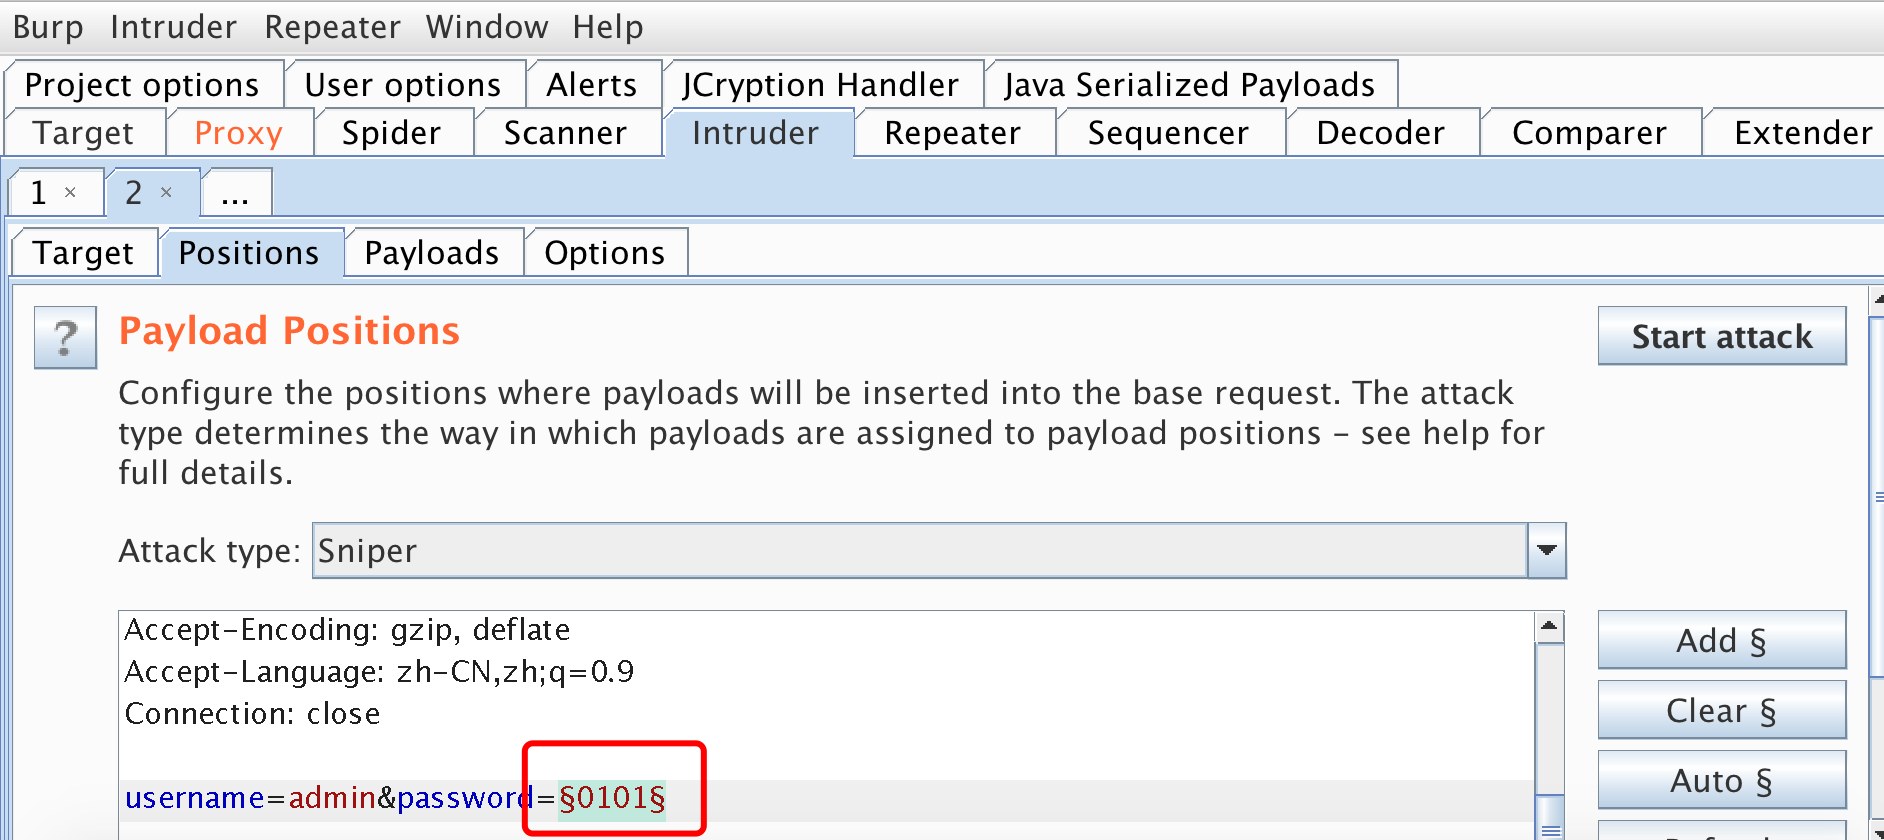 Burp Intruder Repeater Window Help
Project options User options Alerts JCryption Handler Java Serialized Payloads
Target Proxy Spider Scanner Intruder Repeater Sequencer Decoder Comparer Extender
1 × 2 × ...
Target Positions Payloads Options
? Payload Positions Start attack
Configure the positions where payloads will be inserted into the base request. The attack
type determines the way in which payloads are assigned to payload positions – see help for
full details.
Attack type: Sniper
Accept-Encoding: gzip, deflate
Add §
Accept-Language: zh-CN,zh;q=0.9
Connection: close
Clear §
Auto §
username=admin&password=§0101§